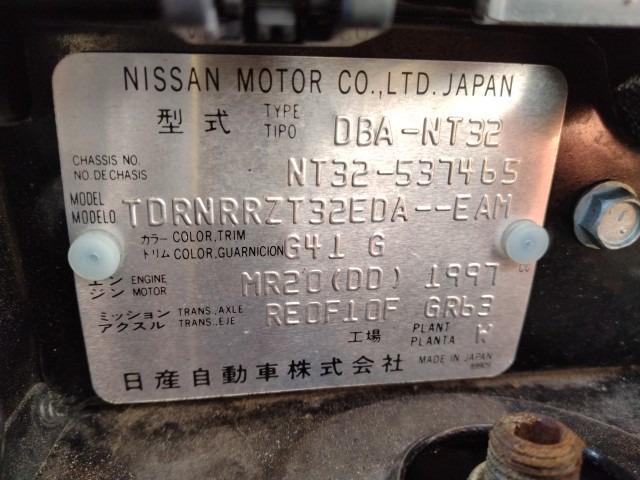 NISSAN MOTOR CO.,LTD. JAPAN
型式 TYPE TIPO DBA-NT32
CHASSIS NO. NO. DE CHASIS NT32-537465
MODEL MODELO TDRNRRZT32EDA--EAM
カラー COLOR, TRIM トリム COLOR, GUARNICION G41 G
エン ジン ENGINE MOTOR MR20(DD) 1997 CC
ミッション アクスル TRANS., AXLE TRANS., EJE RE0F10F GR63
工場 PLANT PLANTA W
日産自動車株式会社 MADE IN JAPAN